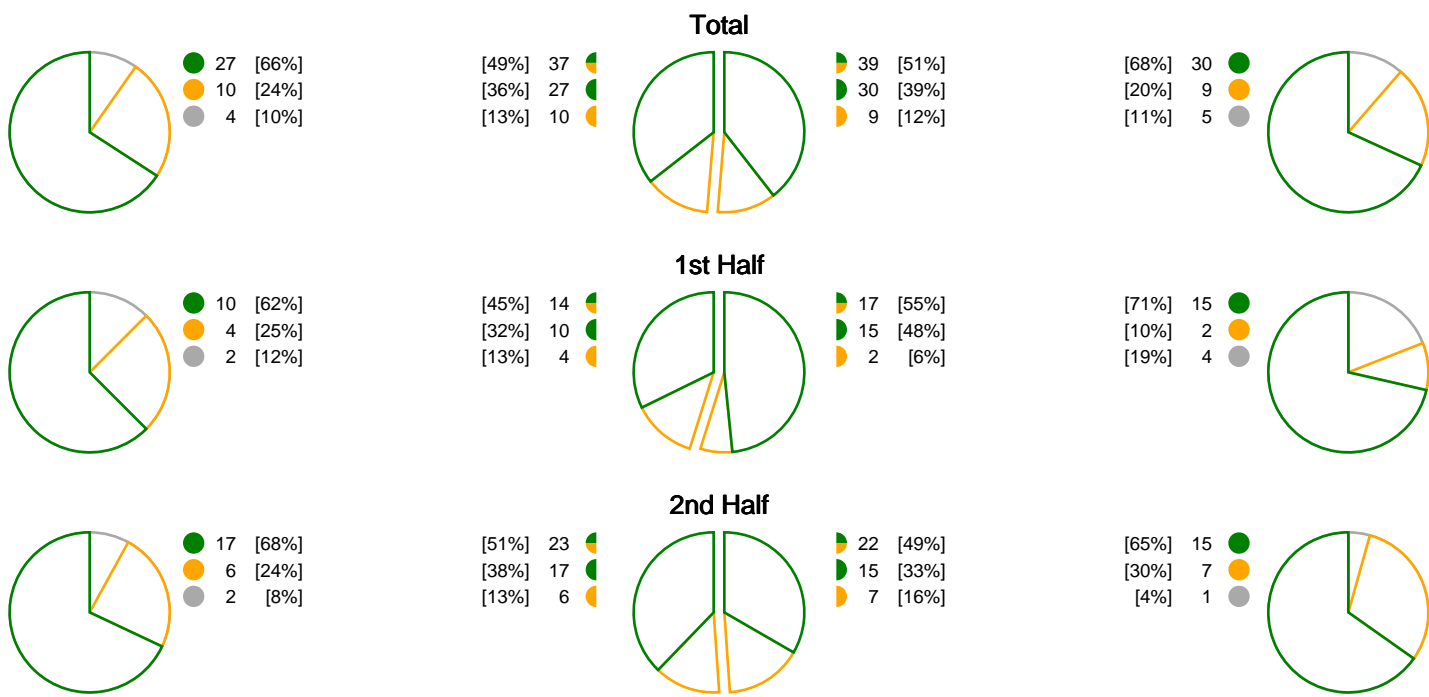 Total
27 [66%] [49%] 37 39 [51%] [68%] 30
10 [24%] [36%] 27 30 [39%] [20%] 9
4 [10%] [13%] 10 9 [12%] [11%] 5
1st Half
10 [62%] [45%] 14 17 [55%] [71%] 15
4 [25%] [32%] 10 15 [48%] [10%] 2
2 [12%] [13%] 4 2 [6%] [19%] 4
2nd Half
17 [68%] [51%] 23 22 [49%] [65%] 15
6 [24%] [38%] 17 15 [33%] [30%] 7
2 [8%] [13%] 6 7 [16%] [4%] 1